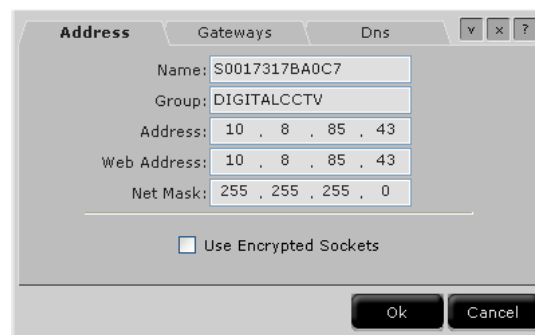 Address Gateways Dns v x ?
Name: S0017317BA0C7
Group: DIGITALCCTV
Address: 10 . 8 . 85 . 43
Web Address: 10 . 8 . 85 . 43
Net Mask: 255 . 255 . 255 . 0
Use Encrypted Sockets
Ok Cancel